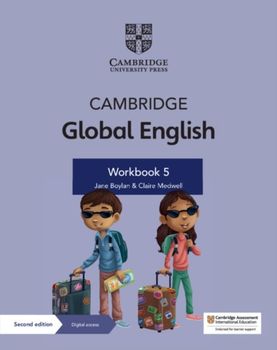 CAMBRIDGE
UNIVERSITY PRESS
CAMBRIDGE
Global English
Workbook 5
Jane Boylan & Claire Medwell
Second edition
Digital access
Cambridge Assessment
International Education
Endorsed for learner support